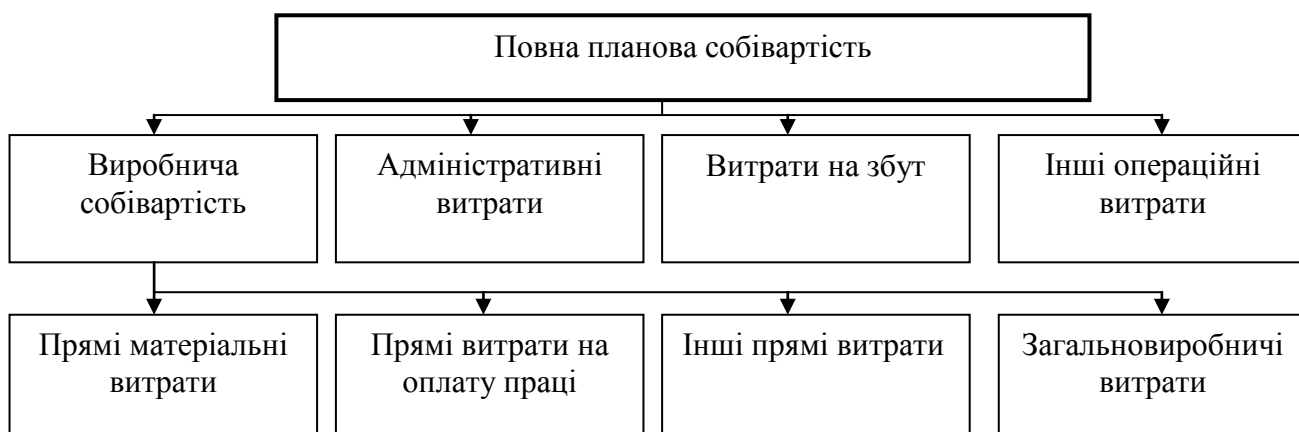 Повна планова собівартість
Виробнича
собівартість
Адміністративні
витрати
Витрати на збут
Інші операційні
витрати
Прямі матеріальні
витрати
Прямі витрати на
оплату праці
Інші прямі витрати
Загальновиробничі
витрати